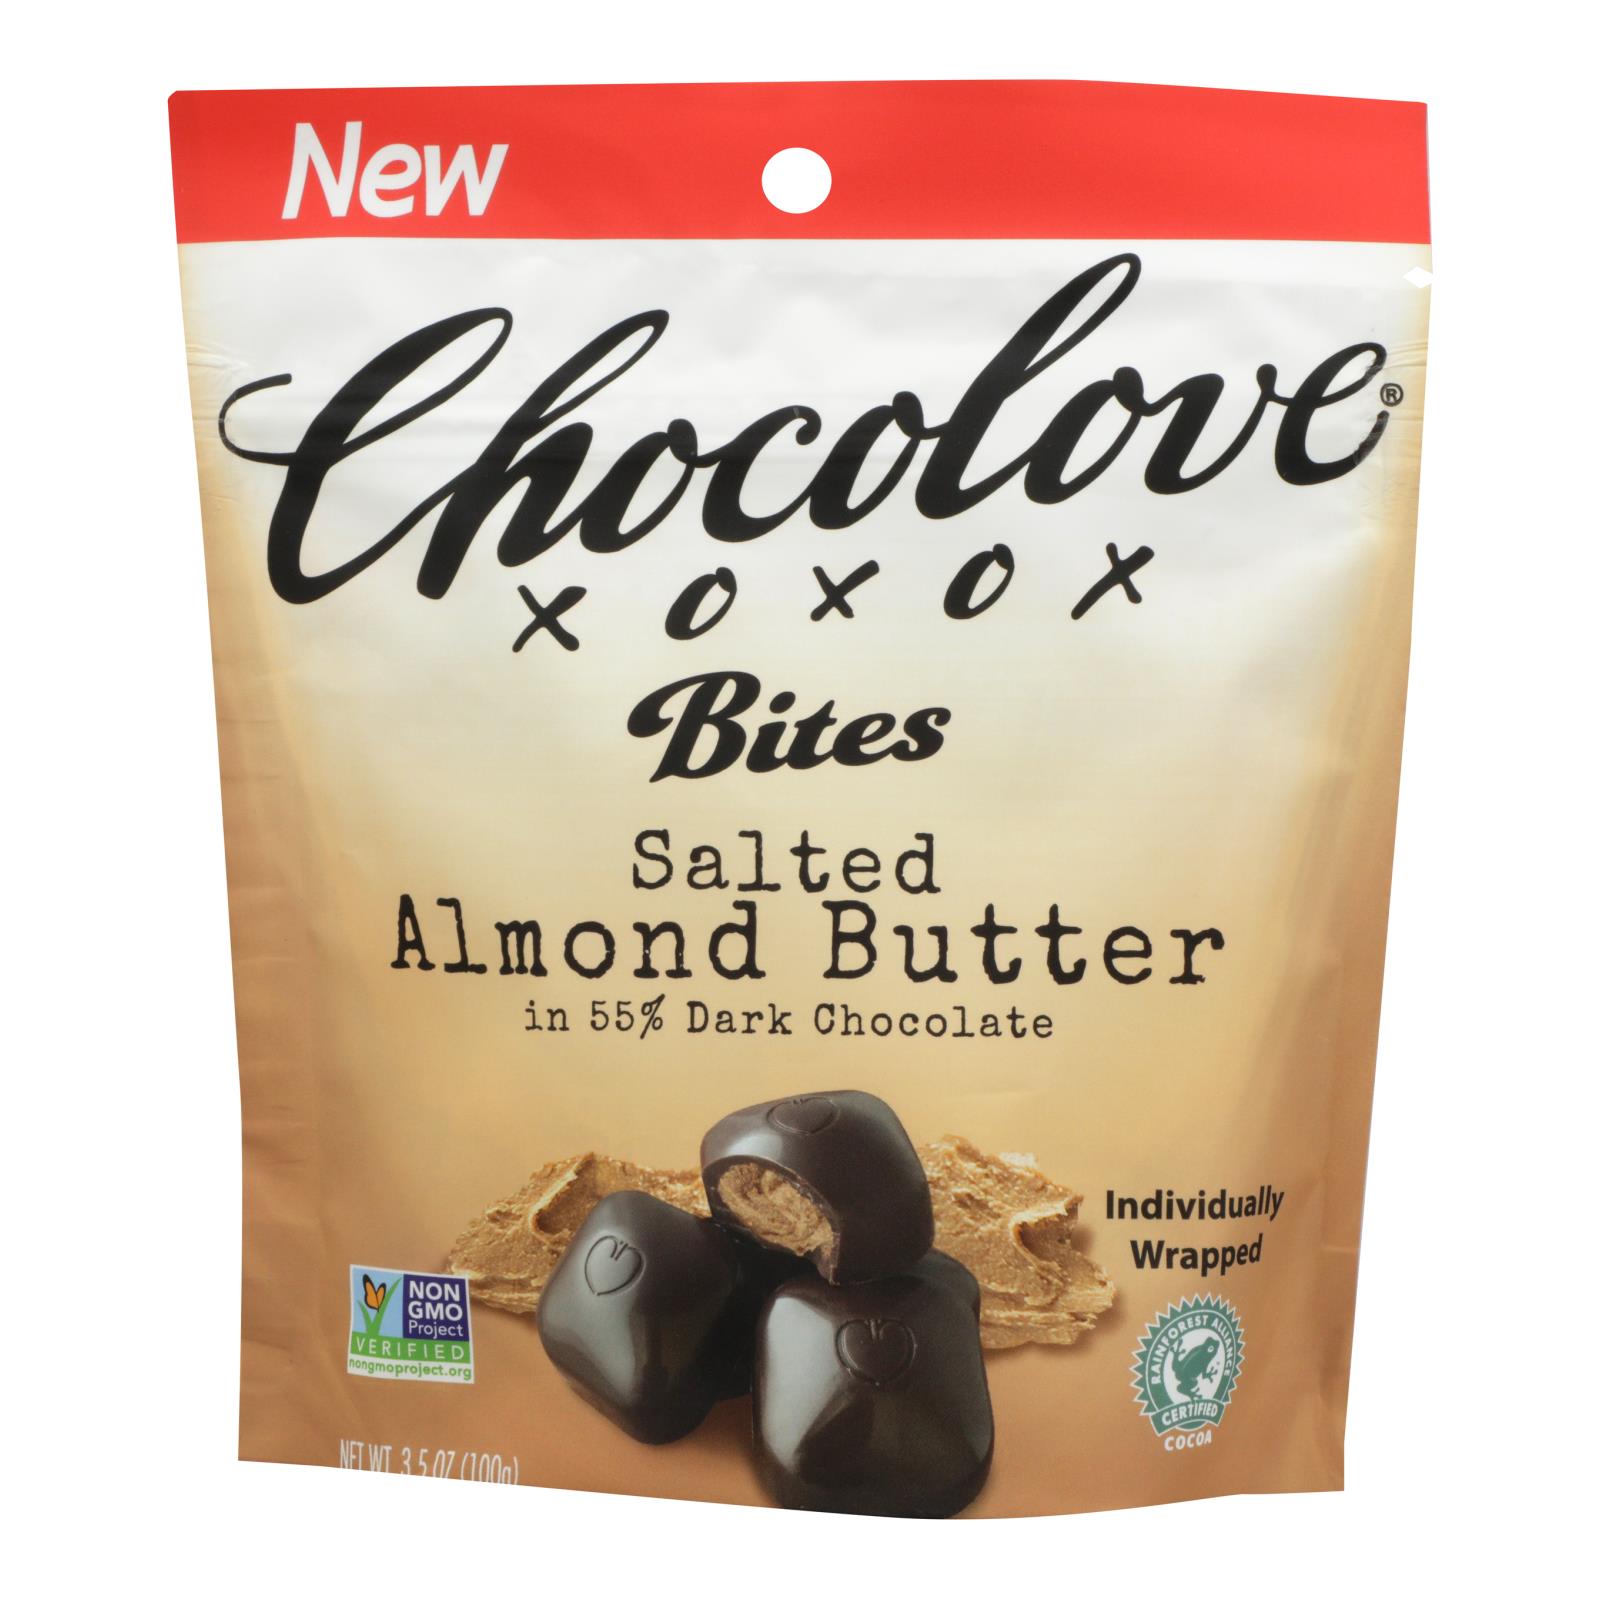 New
Chocolove®
x o x o x
Bites
Salted
Almond Butter
in 55% Dark Chocolate
Individually
Wrapped
NON
GMO
Project
VERIFIED
nongmoproject.org
RAINFOREST ALLIANCE
CERTIFIED
COCOA
NET WT. 3.5 OZ (100g)